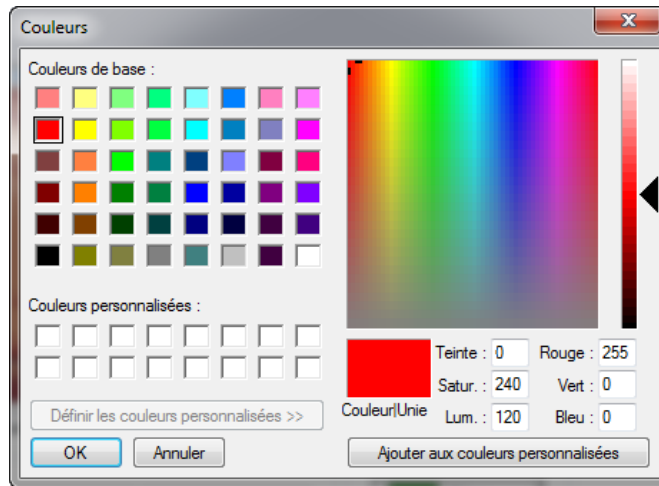 Couleurs
Couleurs de base :
Couleurs personnalisées :
Définir les couleurs personnalisées >>
OK Annuler
Teinte : 0 Rouge : 255
Satur. : 240 Vert : 0
Couleur|Unie Lum. : 120 Bleu : 0
Ajouter aux couleurs personnalisées